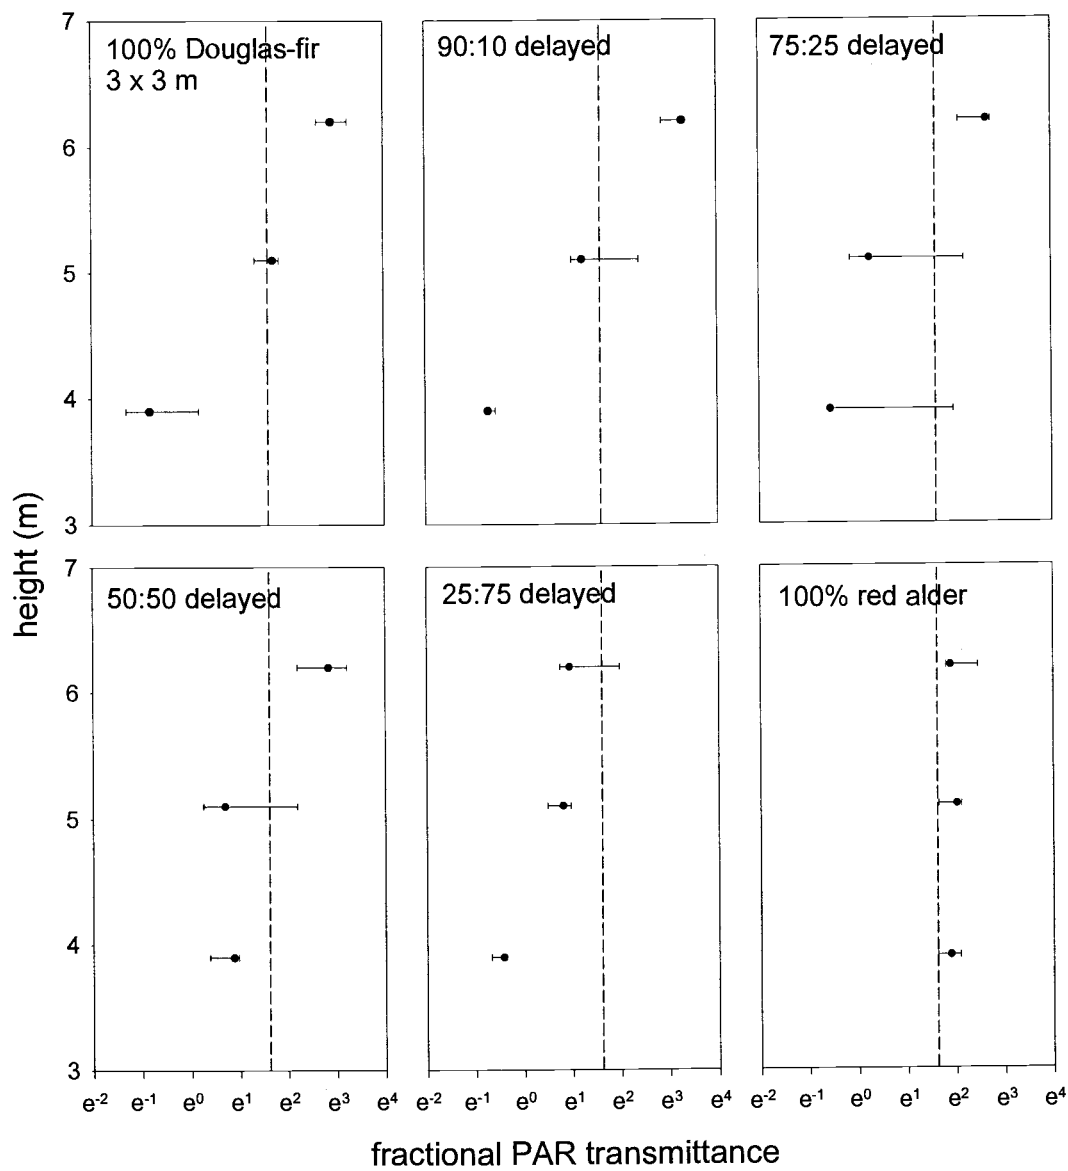 100% Douglas-fir
3 x 3 m
90:10 delayed
75:25 delayed
7
6
5
4
3
height (m)
50:50 delayed
25:75 delayed
100% red alder
7
6
5
4
3
e⁻² e⁻¹ e⁰ e¹ e² e³ e⁴
e⁻² e⁻¹ e⁰ e¹ e² e³ e⁴
e⁻² e⁻¹ e⁰ e¹ e² e³ e⁴
fractional PAR transmittance